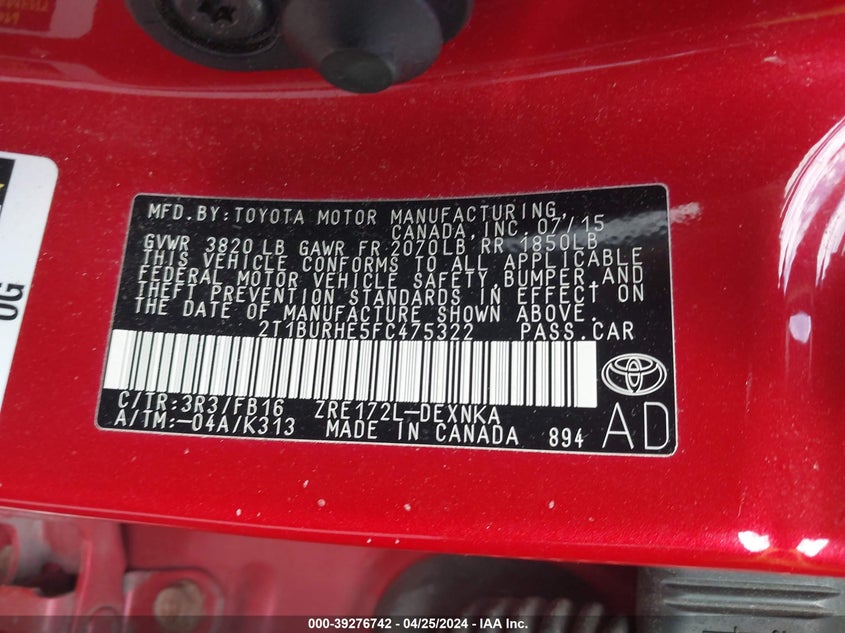 MFD.BY:TOYOTA MOTOR MANUFACTURING,
CANADA, INC. 07/15
GVWR 3820 LB GAWR FR 2070LB, RR 1850LB
THIS VEHICLE CONFORMS TO ALL APPLICABLE
FEDERAL MOTOR VEHICLE SAFETY,BUMPER,AND
THEFT PREVENTION STANDARDS IN EFFECT ON
THE DATE OF MANUFACTURE SHOWN ABOVE.
2T1BURHE5FC475322 PASS.CAR
C/TR:3R3/FB16 ZRE172L-DEXNKA
A/TM:-04A/K313 MADE IN CANADA 894
AD
OG
000-39276742 / 04/25/2024 - IAA Inc.